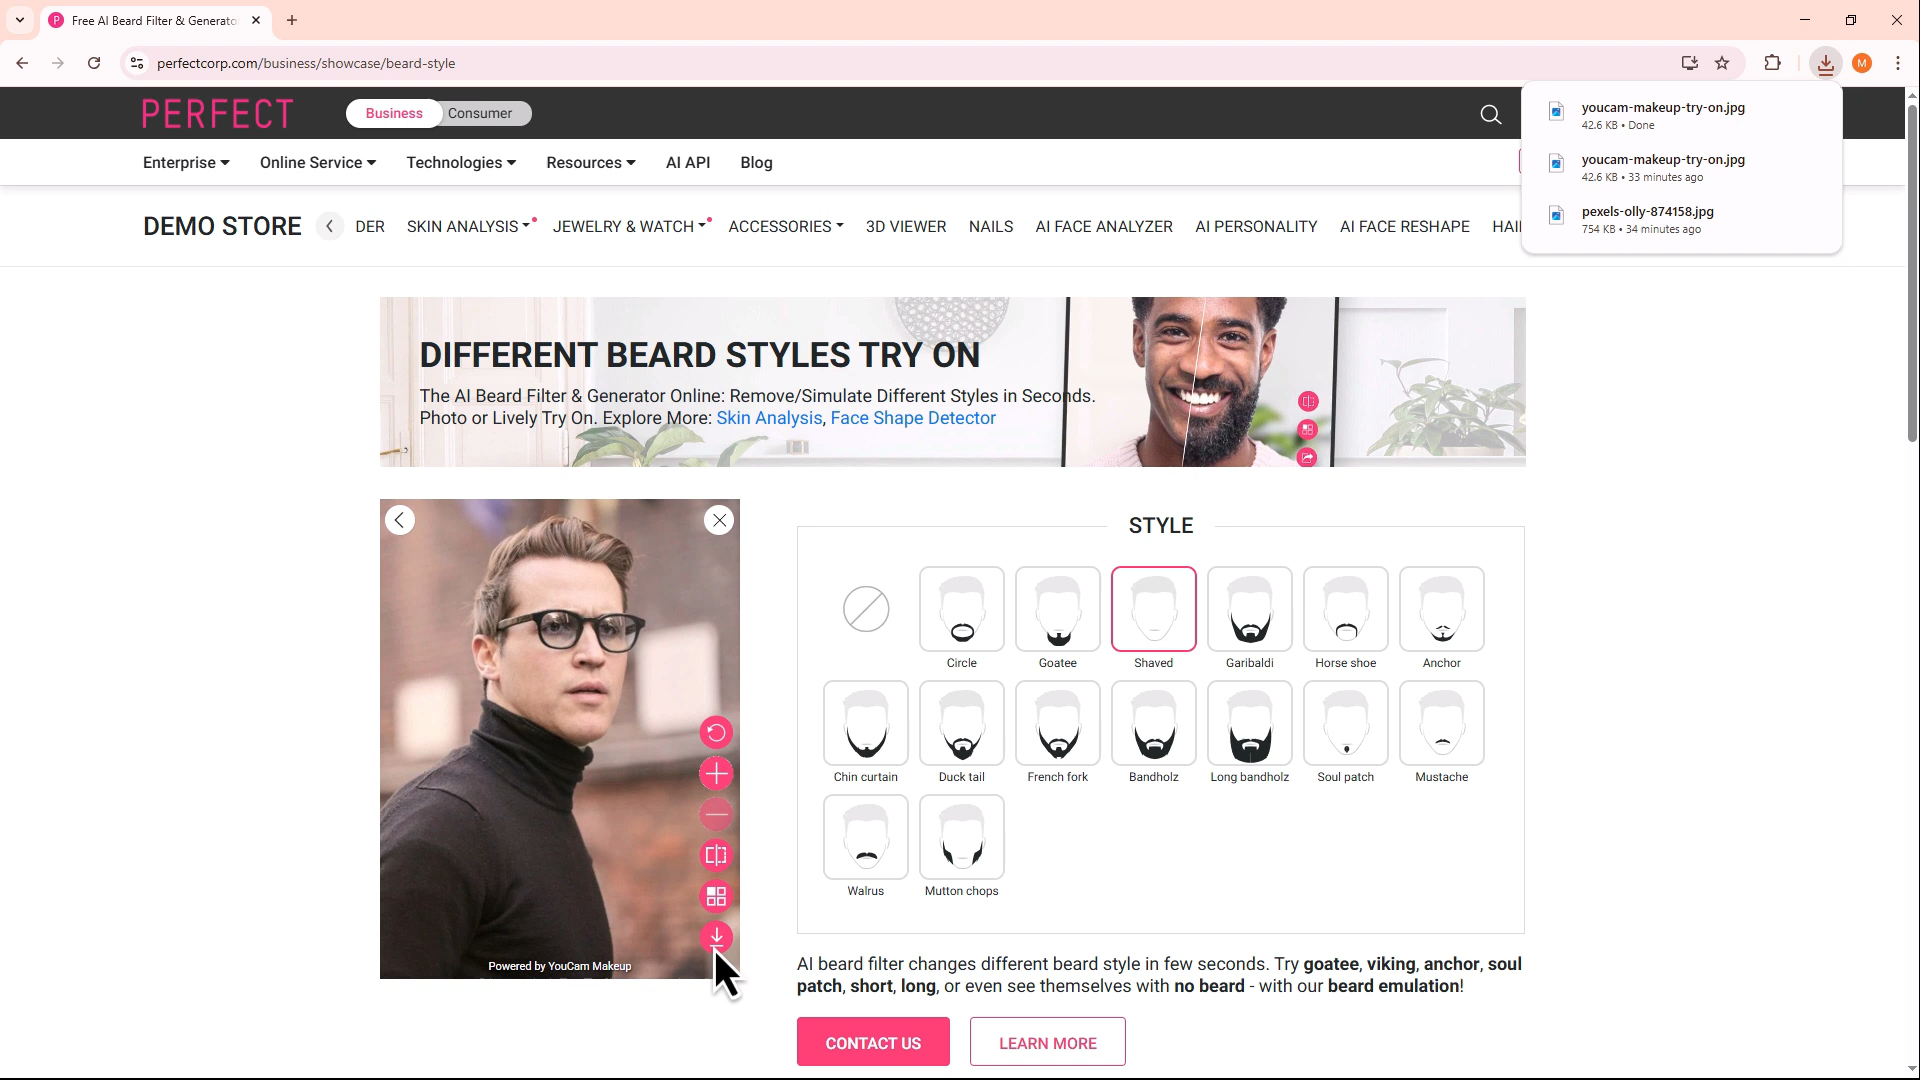 Free AI Beard Filter & Generato
perfectcorp.com/business/showcase/beard-style
M
PERFECT
Business
Consumer
youcam-makeup-try-on.jpg
42.6 KB • Done
youcam-makeup-try-on.jpg
42.6 KB • 33 minutes ago
pexels-olly-874158.jpg
754 KB • 34 minutes ago
Enterprise
Online Service
Technologies
Resources
AI API
Blog
DEMO STORE
DER
SKIN ANALYSIS
JEWELRY & WATCH
ACCESSORIES
3D VIEWER
NAILS
AI FACE ANALYZER
AI PERSONALITY
AI FACE RESHAPE
HAI
DIFFERENT BEARD STYLES TRY ON
The AI Beard Filter & Generator Online: Remove/Simulate Different Styles in Seconds.
Photo or Lively Try On. Explore More: Skin Analysis, Face Shape Detector
STYLE
Circle
Goatee
Shaved
Garibaldi
Horse shoe
Anchor
Chin curtain
Duck tail
French fork
Bandholz
Long bandholz
Soul patch
Mustache
Walrus
Mutton chops
Powered by YouCam Makeup
AI beard filter changes different beard style in few seconds. Try goatee, viking, anchor, soul
patch, short, long, or even see themselves with no beard - with our beard emulation!
CONTACT US
LEARN MORE